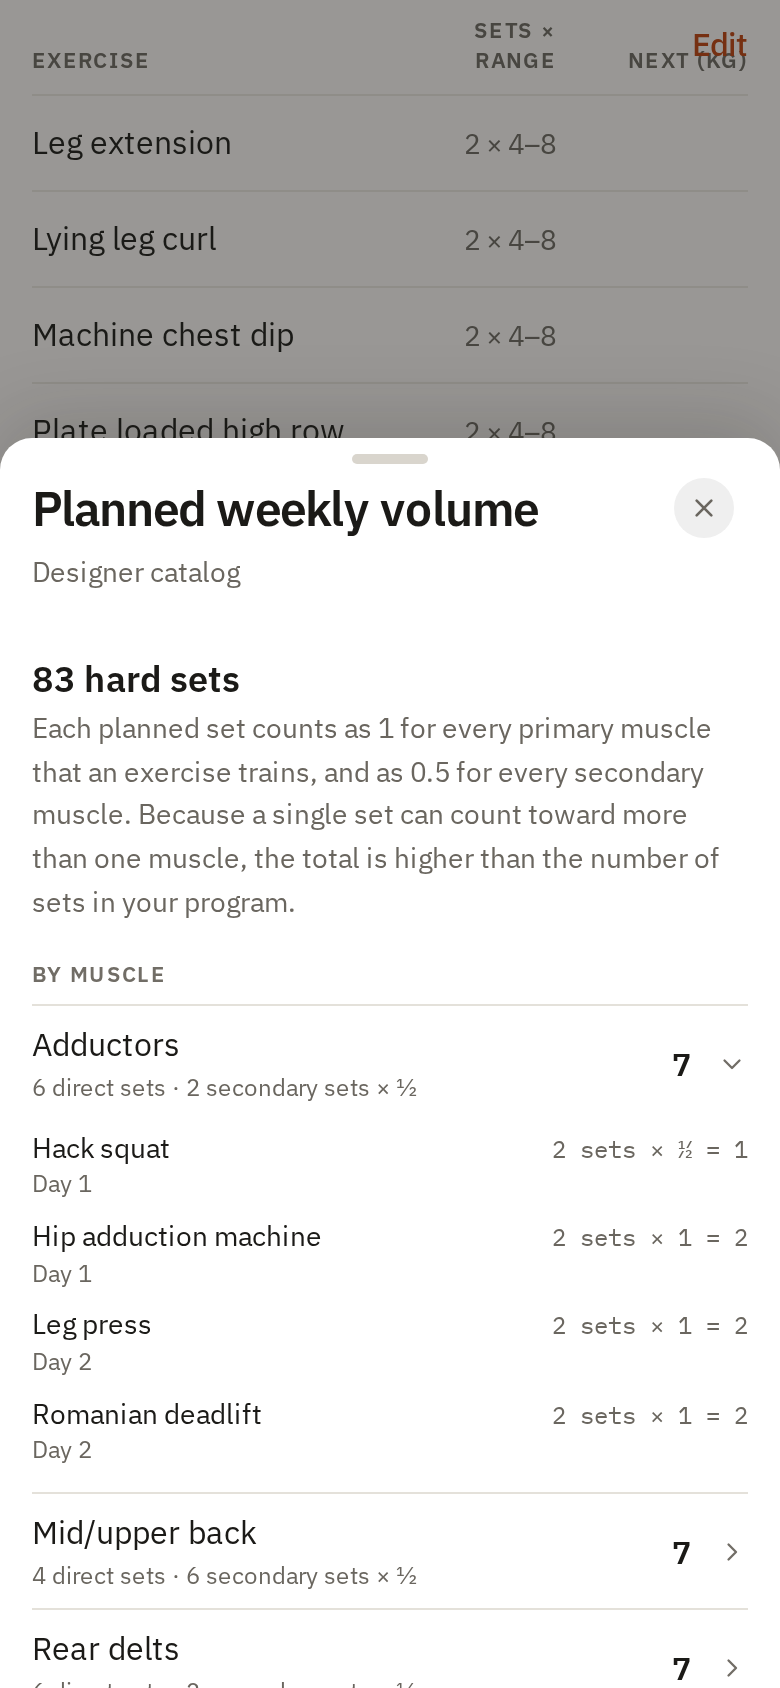 EXERCISE
SETS ×
RANGE
NEXT (KG)
Edit
Leg extension
2 × 4–8
Lying leg curl
2 × 4–8
Machine chest dip
2 × 4–8
Plate loaded high row
2 × 4–8
Planned weekly volume
Designer catalog
83 hard sets
Each planned set counts as 1 for every primary muscle
that an exercise trains, and as 0.5 for every secondary
muscle. Because a single set can count toward more
than one muscle, the total is higher than the number of
sets in your program.
BY MUSCLE
Adductors
7
6 direct sets · 2 secondary sets × ½
Hack squat
2 sets × ½ = 1
Day 1
Hip adduction machine
2 sets × 1 = 2
Day 1
Leg press
2 sets × 1 = 2
Day 2
Romanian deadlift
2 sets × 1 = 2
Day 2
Mid/upper back
7
4 direct sets · 6 secondary sets × ½
Rear delts
7